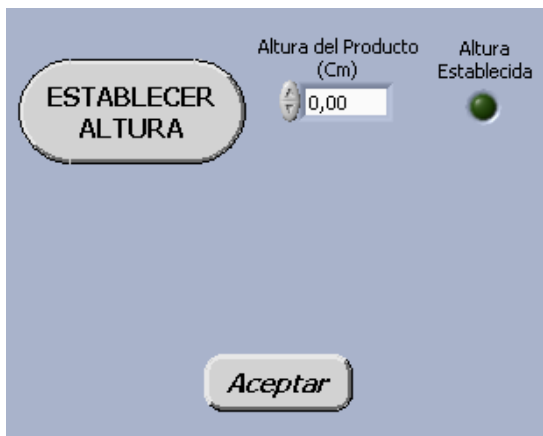 ESTABLECER
ALTURA
Altura del Producto
(Cm)
0,00
Altura
Establecida
Aceptar